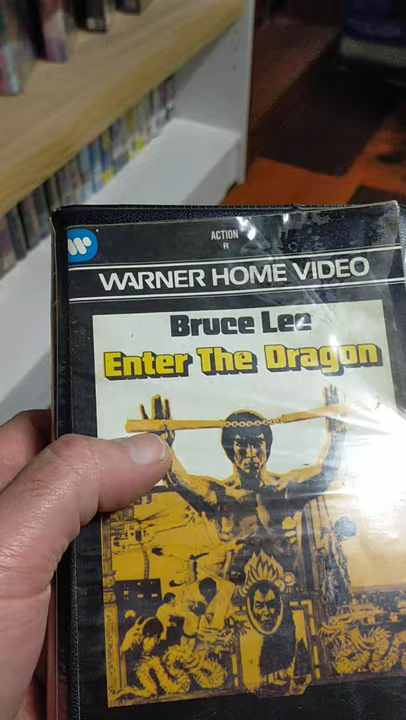 ACTION
R
WARNER HOME VIDEO
Bruce Lee
Enter The Dragon